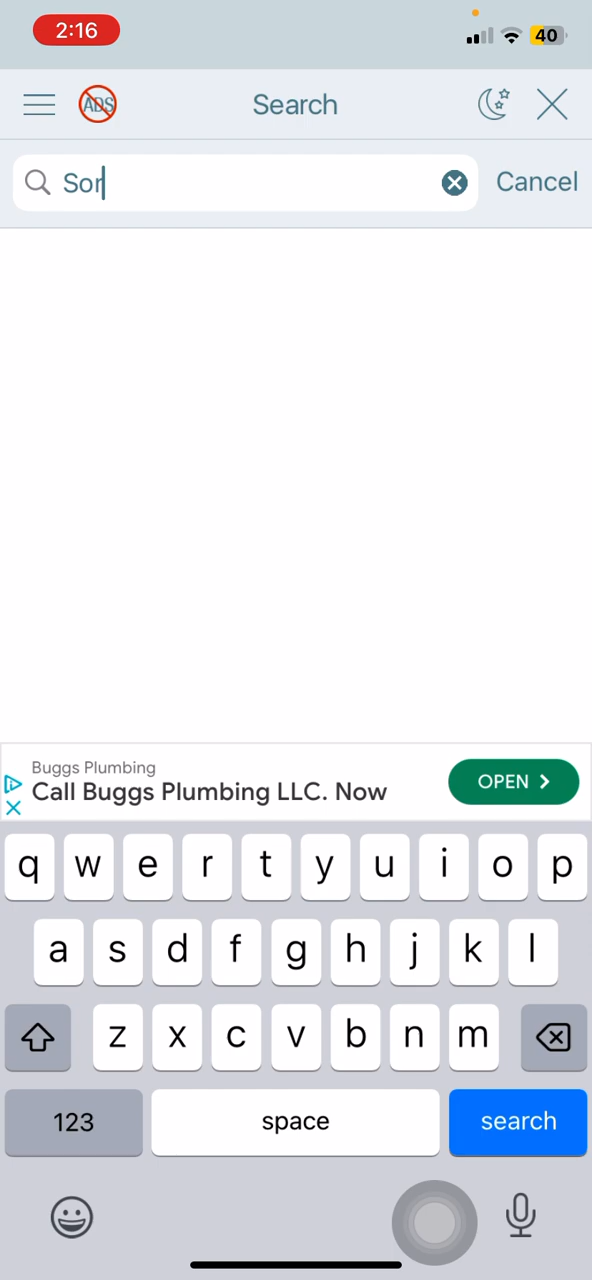 2:16
40
ADS
Search
Sor
Cancel
Buggs Plumbing
Call Buggs Plumbing LLC. Now
OPEN
q w e r t y u i o p
a s d f g h j k l
z x c v b n m
123
space
search